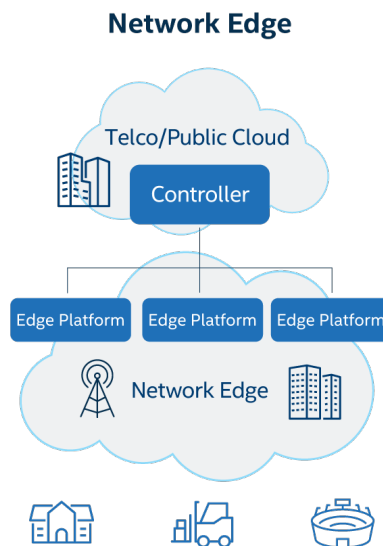 Network Edge
Telco/Public Cloud
Controller
Edge Platform
Edge Platform
Edge Platform
Network Edge